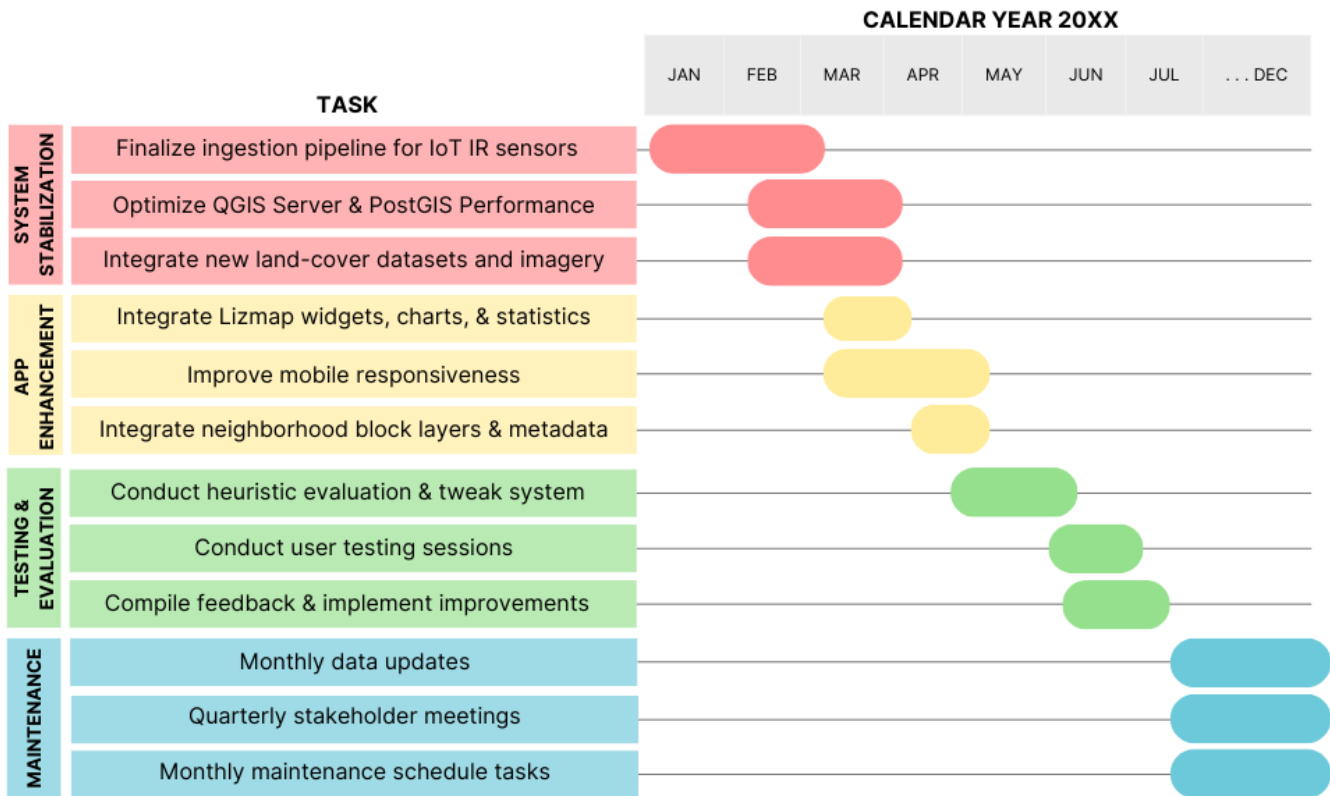 CALENDAR YEAR 20XX
JAN FEB MAR APR MAY JUN JUL . . . DEC
TASK
SYSTEM
STABILIZATION
Finalize ingestion pipeline for IoT IR sensors
Optimize QGIS Server & PostGIS Performance
Integrate new land-cover datasets and imagery
APP
ENHANCEMENT
Integrate Lizmap widgets, charts, & statistics
Improve mobile responsiveness
Integrate neighborhood block layers & metadata
TESTING &
EVALUATION
Conduct heuristic evaluation & tweak system
Conduct user testing sessions
Compile feedback & implement improvements
MAINTENANCE
Monthly data updates
Quarterly stakeholder meetings
Monthly maintenance schedule tasks